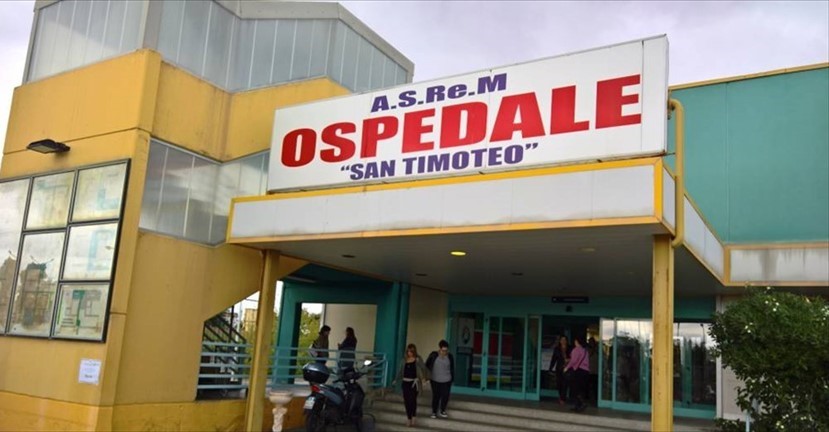 A.S.Re.M
OSPEDALE
“SAN TIMOTEO”